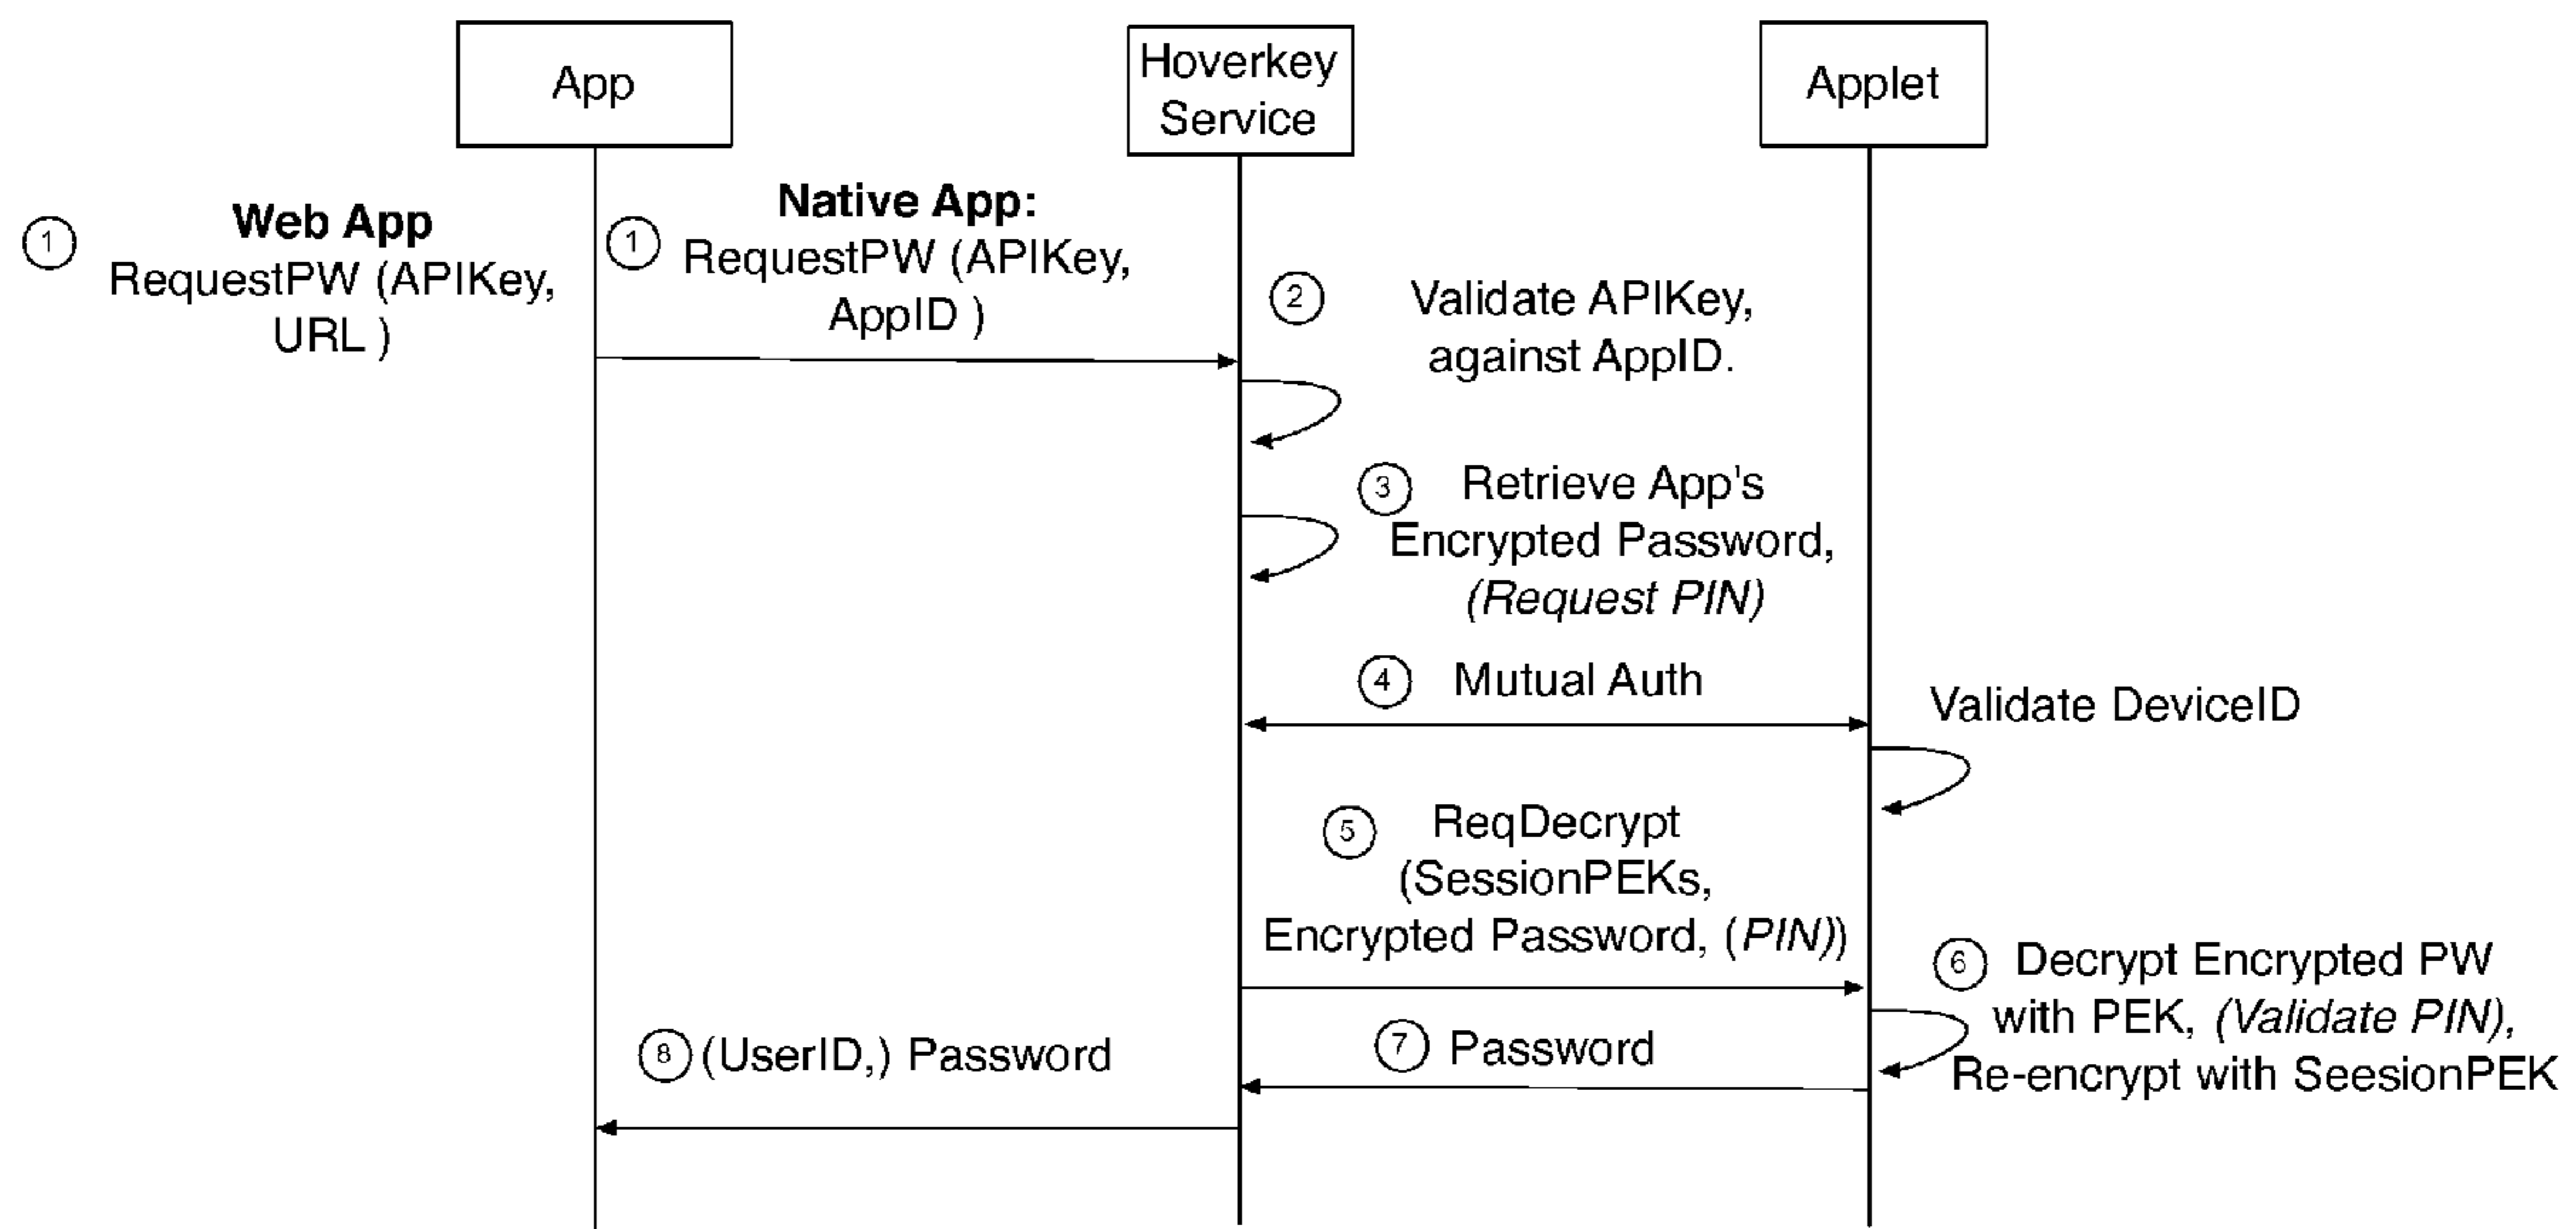 App
Hoverkey
Service
Applet
1
Web App
RequestPW (APIKey,
URL )
1
Native App:
RequestPW (APIKey,
AppID )
2
Validate APIKey,
against AppID.
3
Retrieve App's
Encrypted Password,
(Request PIN)
4
Mutual Auth
Validate DeviceID
5
ReqDecrypt
(SessionPEKs,
Encrypted Password, (PIN))
6
Decrypt Encrypted PW
with PEK, (Validate PIN),
Re-encrypt with SeesionPEK
7
Password
8
(UserID,) Password